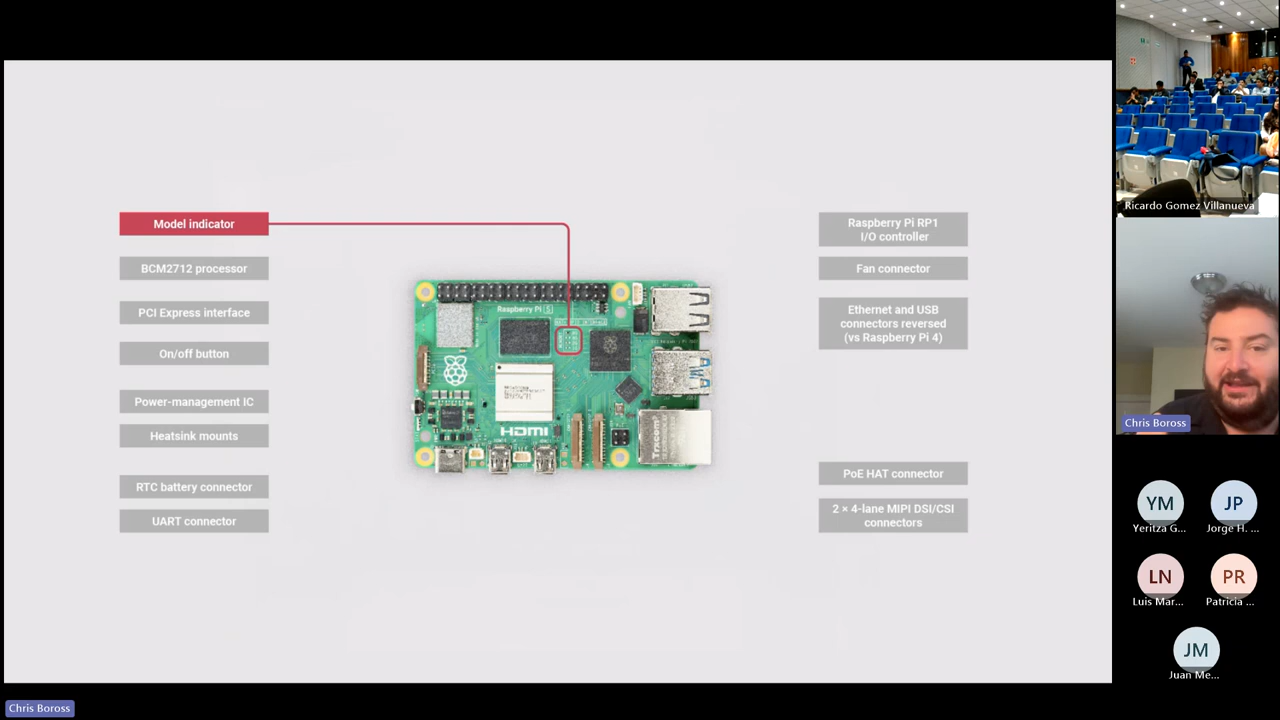 Model indicator
BCM2712 processor
PCI Express interface
On/off button
Power-management IC
Heatsink mounts
RTC battery connector
UART connector
Raspberry Pi 5
HDMI
Trxcom
Raspberry Pi RP1
I/O controller
Fan connector
Ethernet and USB
connectors reversed
(vs Raspberry Pi 4)
PoE HAT connector
2 × 4-lane MIPI DSI/CSI
connectors
Ricardo Gomez Villanueva
Chris Boross
YM
Yeritza G...
JP
Jorge H. ...
LN
Luis Mar...
PR
Patricia ...
JM
Juan Me...
Chris Boross